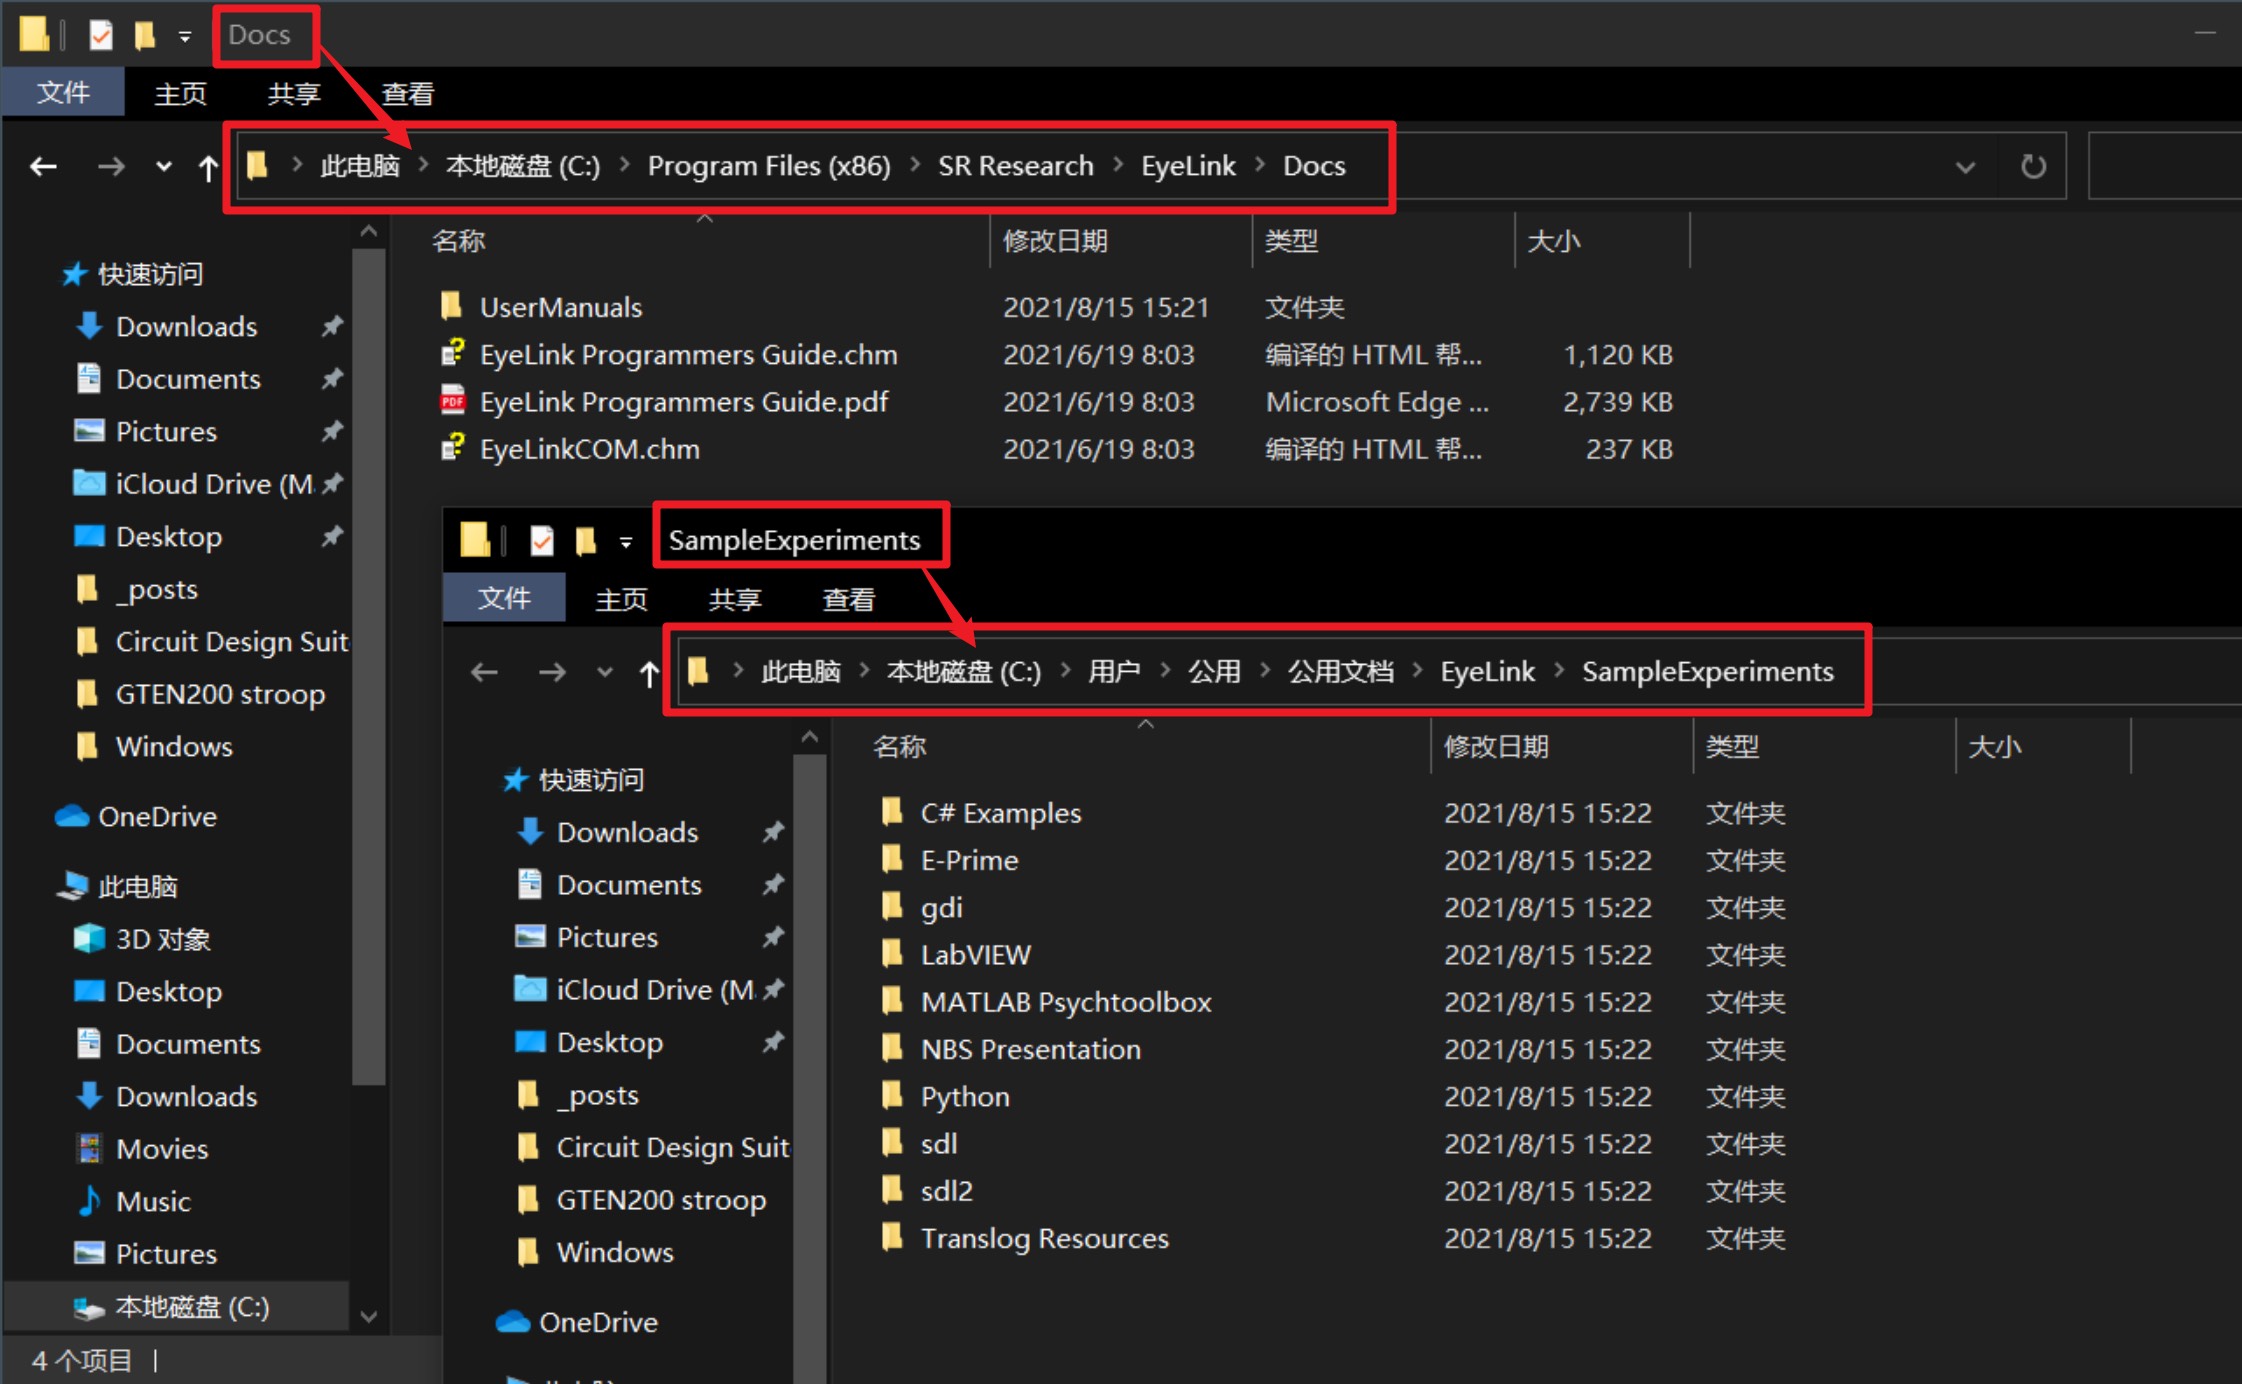 Docs
文件 主页 共享 查看
此电脑 > 本地磁盘 (C:) > Program Files (x86) > SR Research > EyeLink > Docs
名称 修改日期 类型 大小
UserManuals 2021/8/15 15:21 文件夹
EyeLink Programmers Guide.chm 2021/6/19 8:03 编译的 HTML 帮... 1,120 KB
EyeLink Programmers Guide.pdf 2021/6/19 8:03 Microsoft Edge ... 2,739 KB
EyeLinkCOM.chm 2021/6/19 8:03 编译的 HTML 帮... 237 KB
快速访问
Downloads
Documents
Pictures
iCloud Drive (M
Desktop
_posts
Circuit Design Suit
GTEN200 stroop
Windows
OneDrive
此电脑
3D 对象
Desktop
Documents
Downloads
Movies
Music
Pictures
本地磁盘 (C:)
4 个项目
SampleExperiments
文件 主页 共享 查看
此电脑 > 本地磁盘 (C:) > 用户 > 公用 > 公用文档 > EyeLink > SampleExperiments
名称 修改日期 类型 大小
C# Examples 2021/8/15 15:22 文件夹
E-Prime 2021/8/15 15:22 文件夹
gdi 2021/8/15 15:22 文件夹
LabVIEW 2021/8/15 15:22 文件夹
MATLAB Psychtoolbox 2021/8/15 15:22 文件夹
NBS Presentation 2021/8/15 15:22 文件夹
Python 2021/8/15 15:22 文件夹
sdl 2021/8/15 15:22 文件夹
sdl2 2021/8/15 15:22 文件夹
Translog Resources 2021/8/15 15:22 文件夹
快速访问
Downloads
Documents
Pictures
iCloud Drive (M
Desktop
_posts
Circuit Design Suit
GTEN200 stroop
Windows
OneDrive